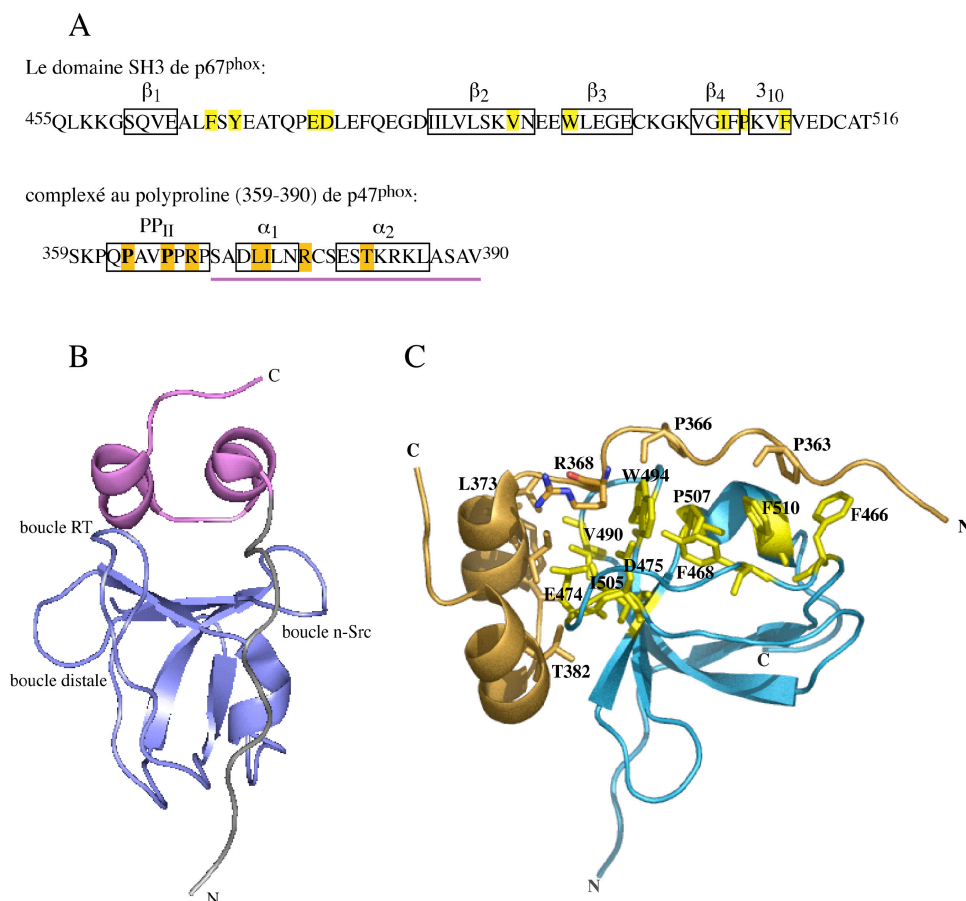 A
Le domaine SH3 de p67phox:
β1 β2 β3 β4 310
455QLKKGSQVEALFSYEATQPEDLEFQEGDIILVLSKVNEEWLEGECKGKVGIFPKVFVEDCAT516
complexé au polyproline (359-390) de p47phox:
PPII α1 α2
359SKPQPAVPPRPSADLILNRCSESTKRKLASAV390
B
C
boucle RT
boucle n-Src
boucle distale
N
C
P366
C
P363
R368
W494
L373
P507
F510
F466
V490
N
D475
F468
I505
E474
C
T382
N